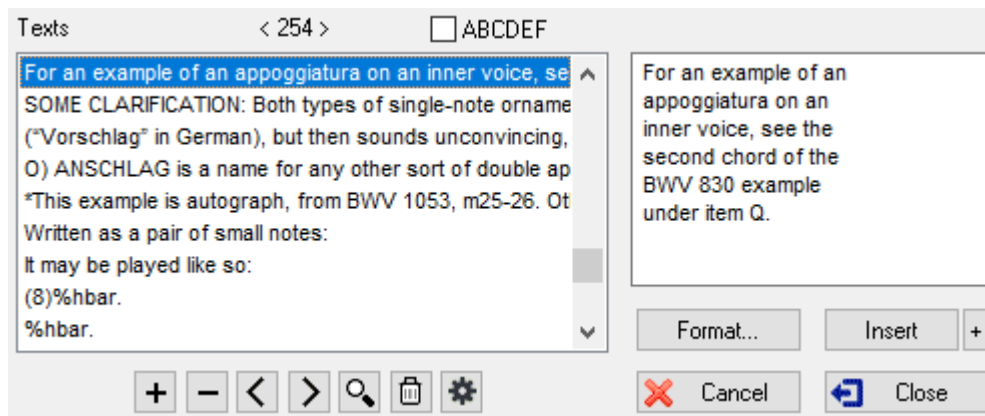 Texts < 254 > ABCDEF
For an example of an appoggiatura on an inner voice, se
SOME CLARIFICATION: Both types of single-note orname
("Vorschlag" in German), but then sounds unconvincing,
O) ANSCHLAG is a name for any other sort of double ap
*This example is autograph, from BWV 1053, m25-26. Ot
Written as a pair of small notes:
It may be played like so:
(8)%hbar.
%hbar.
For an example of an
appoggiatura on an
inner voice, see the
second chord of the
BWV 830 example
under item Q.
Format... Insert +
+ − < >
Cancel Close